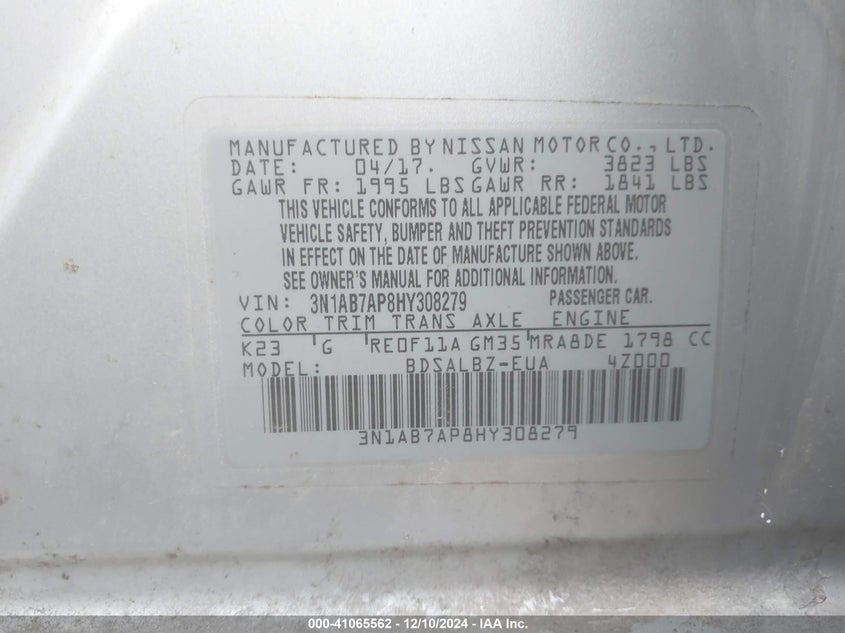 MANUFACTURED BY NISSAN MOTOR CO., LTD.
DATE: 04/17. GVWR: 3823 LBS
GAWR FR: 1995 LBS GAWR RR: 1841 LBS
THIS VEHICLE CONFORMS TO ALL APPLICABLE FEDERAL MOTOR
VEHICLE SAFETY, BUMPER AND THEFT PREVENTION STANDARDS
IN EFFECT ON THE DATE OF MANUFACTURE SHOWN ABOVE.
SEE OWNER'S MANUAL FOR ADDITIONAL INFORMATION.
VIN: 3N1AB7AP8HY308279 PASSENGER CAR.
COLOR TRIM TRANS AXLE ENGINE
K23 G RE0F11A GM35 MRA8DE 1798 CC
MODEL: BDSALBZ-EUA 4Z000
3N1AB7AP8HY308279
000-41065562 - 12/10/2024 - IAA Inc.